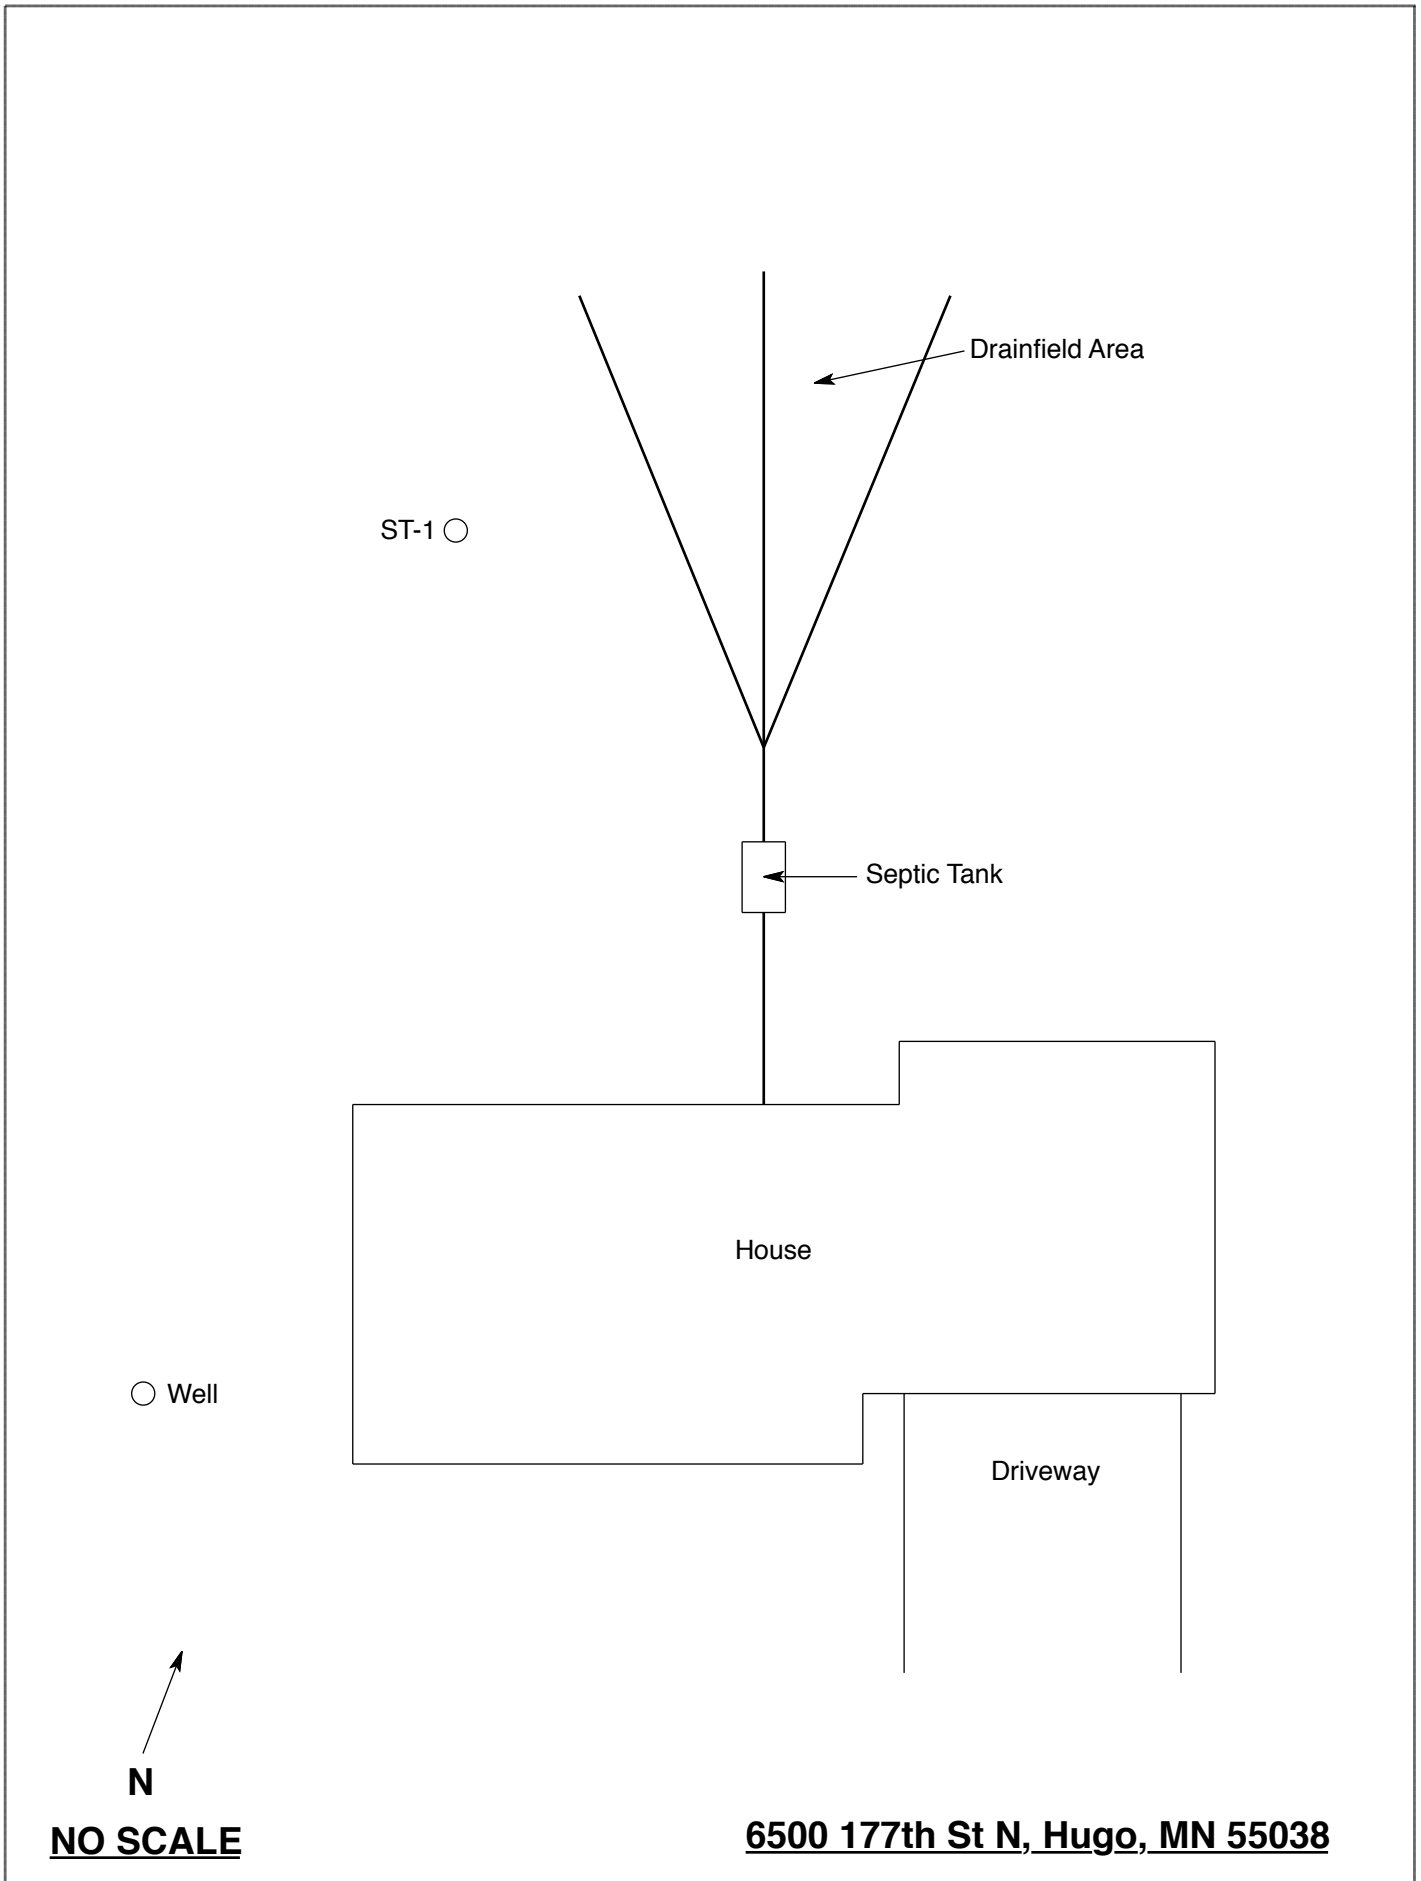 Drainfield Area
ST-1
Septic Tank
House
Well
Driveway
N
NO SCALE
6500 177th St N, Hugo, MN 55038